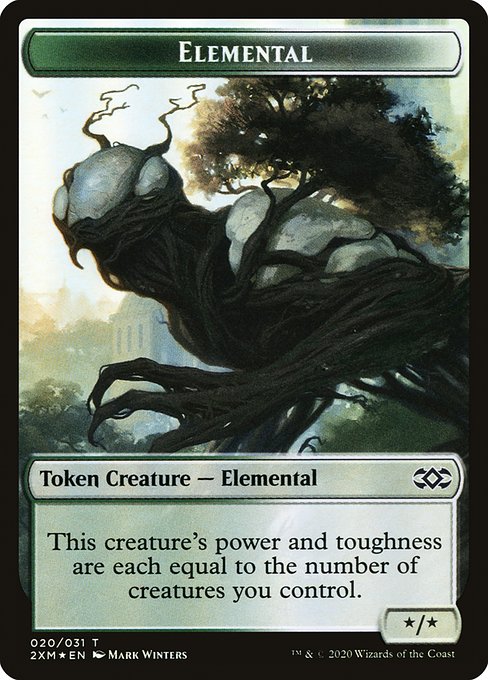 Elemental
Token Creature — Elemental
This creature's power and toughness
are each equal to the number of
creatures you control.
★/★
020/031 T
2XM★EN Mark Winters
™ & © 2020 Wizards of the Coast